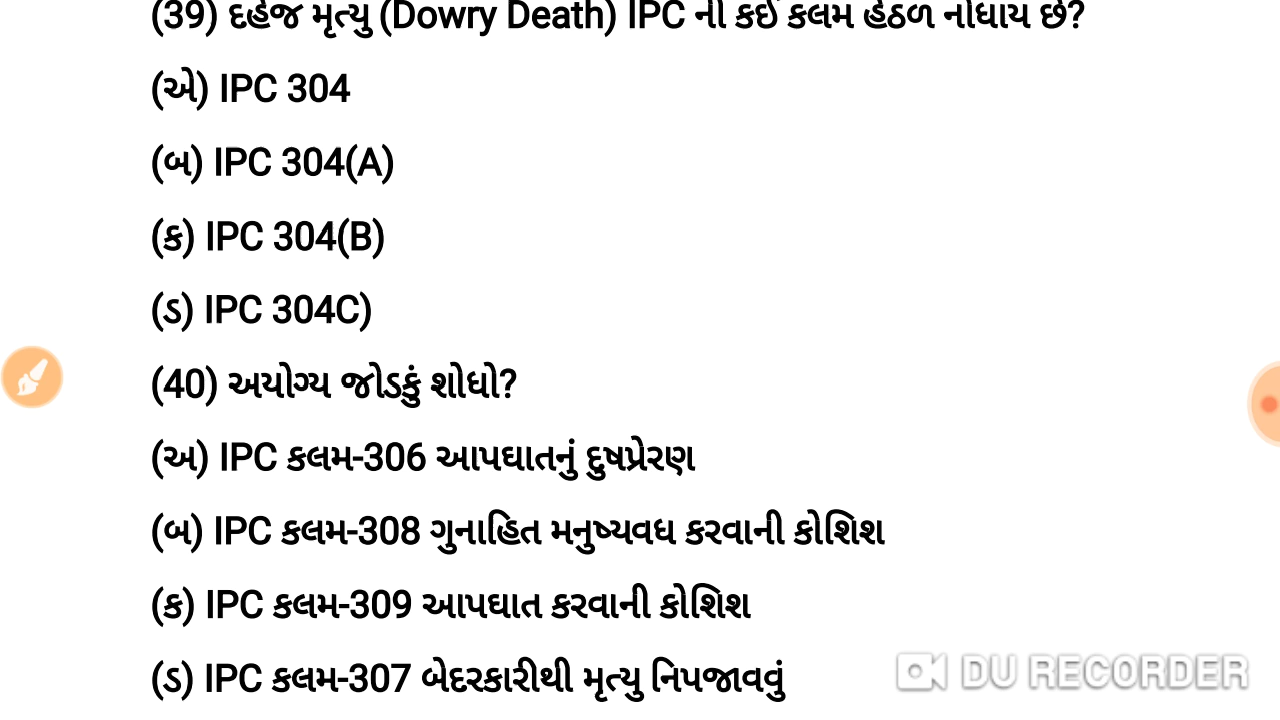 (39) દહેજ મૃત્યુ (Dowry Death) IPC ની કઈ કલમ હેઠળ નોધાય છે?
(એ) IPC 304
(બ) IPC 304(A)
(ક) IPC 304(B)
(ડ) IPC 304C)
(40) અયોગ્ય જોડકું શોધો?
(અ) IPC કલમ-306 આપઘાતનું દુષપ્રેરણ
(બ) IPC કલમ-308 ગુનાહિત મનુષ્યવધ કરવાની કોશિશ
(ક) IPC કલમ-309 આપઘાત કરવાની કોશિશ
(ડ) IPC કલમ-307 બેદરકારીથી મૃત્યુ નિપજાવવું
DU RECORDER